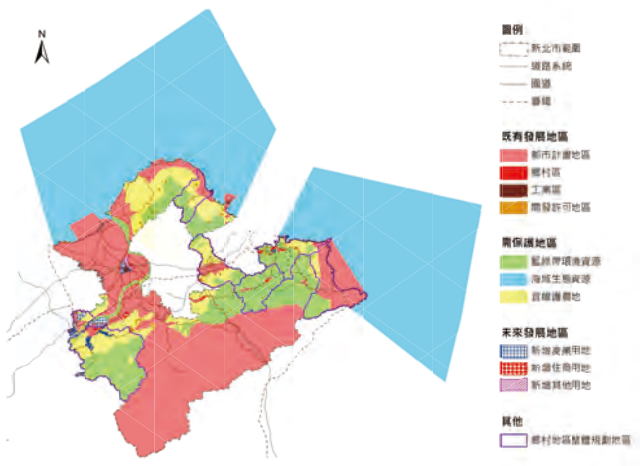 N
圖例
新北市範圍
道路系統
國道
縣鄉
既有發展地區
都市計畫地區
鄉村區
工業區
開發許可地區
需保護地區
藍綠帶環境資源
海域生態資源
宜維護農地
未來發展地區
新增產業用地
新增住商用地
新增其他用地
其他
鄉村地區整體規劃地區